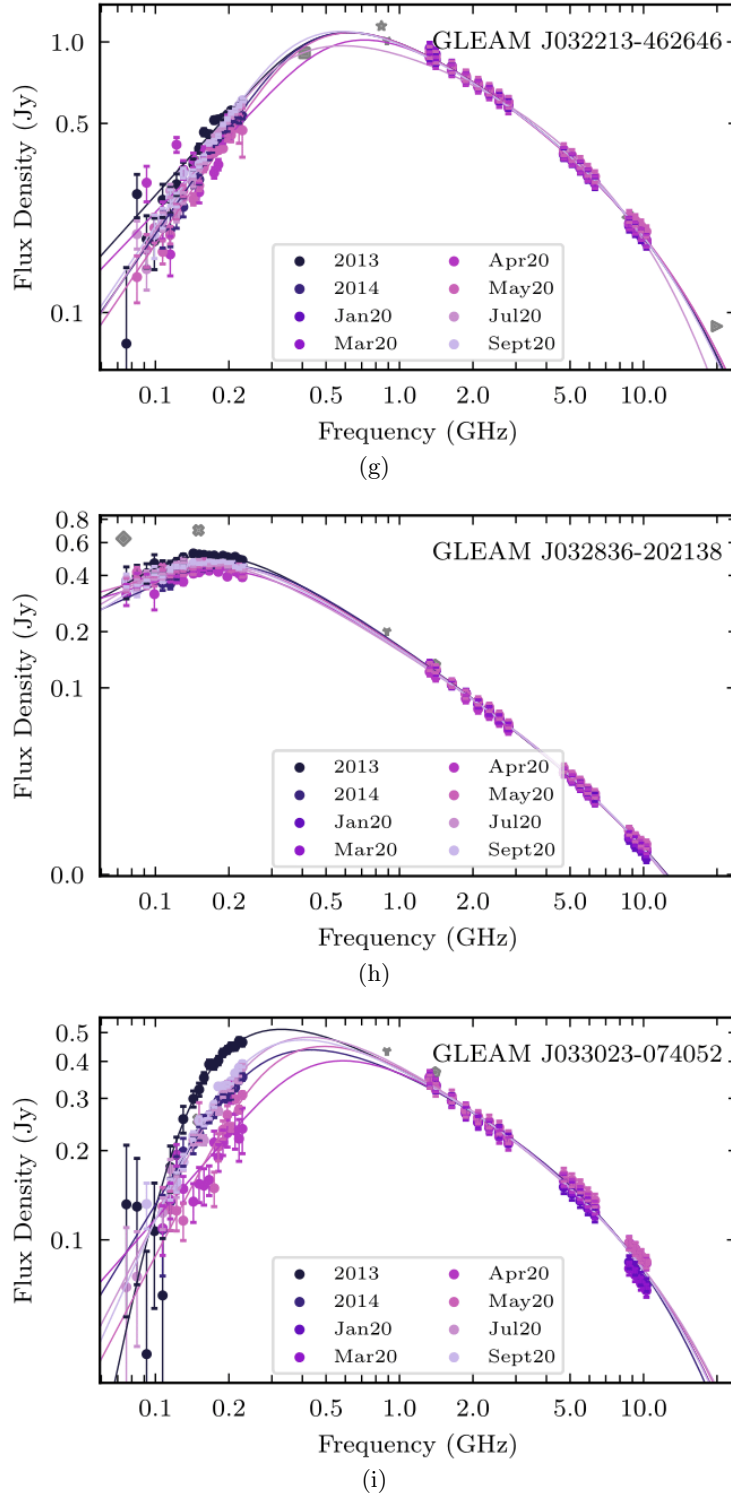 1.0
GLEAM J032213-462646
0.5
0.1
Flux Density (Jy)
2013
2014
Jan20
Mar20
Apr20
May20
Jul20
Sept20
0.1 0.2 0.5 1.0 2.0 5.0 10.0
Frequency (GHz)
(g)
0.8
0.6
0.4
0.2
0.1
0.0
GLEAM J032836-202138
Flux Density (Jy)
2013
2014
Jan20
Mar20
Apr20
May20
Jul20
Sept20
0.1 0.2 0.5 1.0 2.0 5.0 10.0
Frequency (GHz)
(h)
0.5
0.4
0.3
0.2
0.1
GLEAM J033023-074052
Flux Density (Jy)
2013
2014
Jan20
Mar20
Apr20
May20
Jul20
Sept20
0.1 0.2 0.5 1.0 2.0 5.0 10.0
Frequency (GHz)
(i)